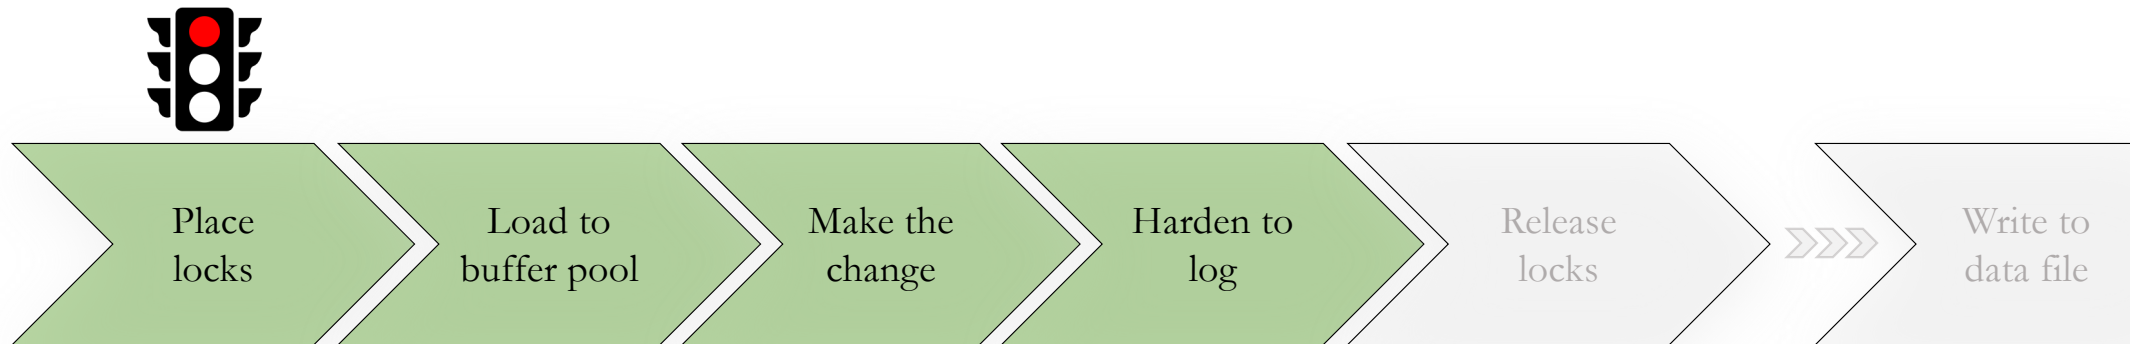 Place
locks
Load to
buffer pool
Make the
change
Harden to
log
Release
locks
Write to
data file